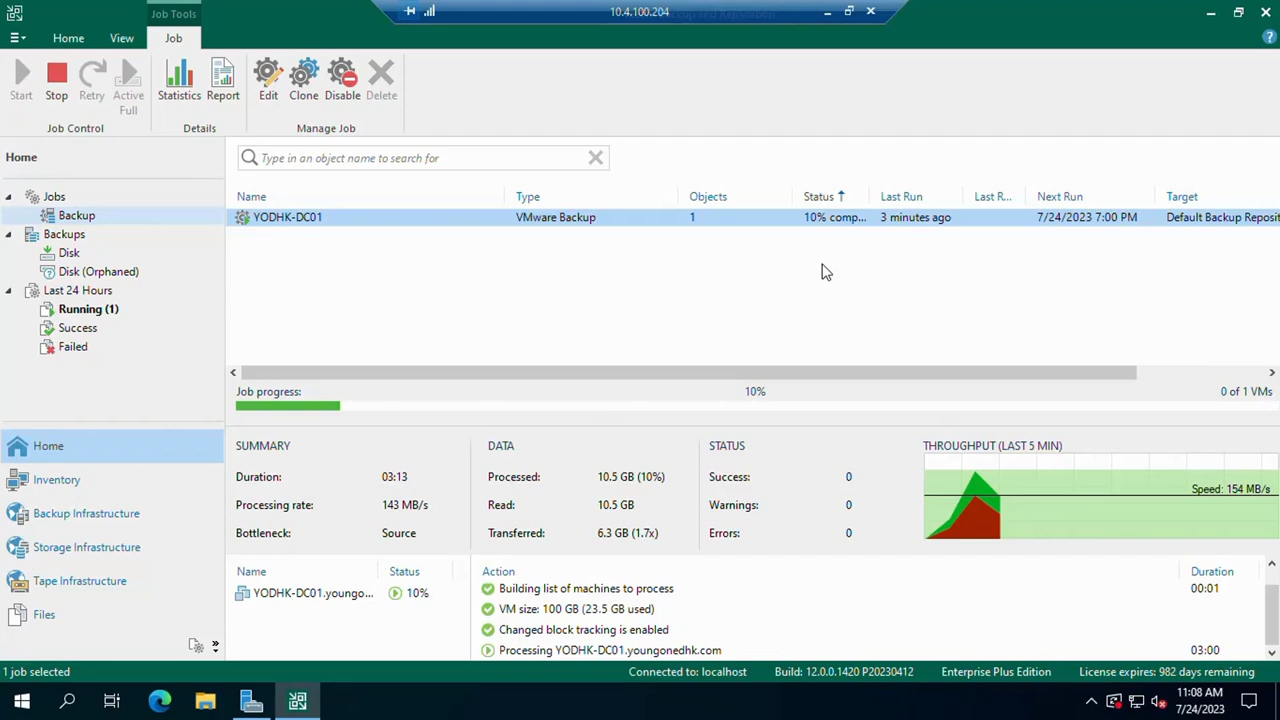 Job Tools
10.4.100.204
Home
View
Job
Start
Stop
Retry
Active
Full
Statistics
Report
Edit
Clone
Disable
Delete
Job Control
Details
Manage Job
Home
Type in an object name to search for
Jobs
Backup
Backups
Disk
Disk (Orphaned)
Last 24 Hours
Running (1)
Success
Failed
Name Type Objects Status Last Run Last R... Next Run Target
YODHK-DC01 VMware Backup 1 10% comp... 3 minutes ago 7/24/2023 7:00 PM Default Backup Reposit
Job progress: 10% 0 of 1 VMs
Home
Inventory
Backup Infrastructure
Storage Infrastructure
Tape Infrastructure
Files
SUMMARY
Duration: 03:13
Processing rate: 143 MB/s
Bottleneck: Source
DATA
Processed: 10.5 GB (10%)
Read: 10.5 GB
Transferred: 6.3 GB (1.7x)
STATUS
Success: 0
Warnings: 0
Errors: 0
THROUGHPUT (LAST 5 MIN)
Speed: 154 MB/s
Name Status
YODHK-DC01.youngo... 10%
Action Duration
Building list of machines to process 00:01
VM size: 100 GB (23.5 GB used)
Changed block tracking is enabled
Processing YODHK-DC01.youngonedhk.com 03:00
1 job selected
Connected to: localhost
Build: 12.0.0.1420 P20230412
Enterprise Plus Edition
License expires: 982 days remaining
11:08 AM
7/24/2023